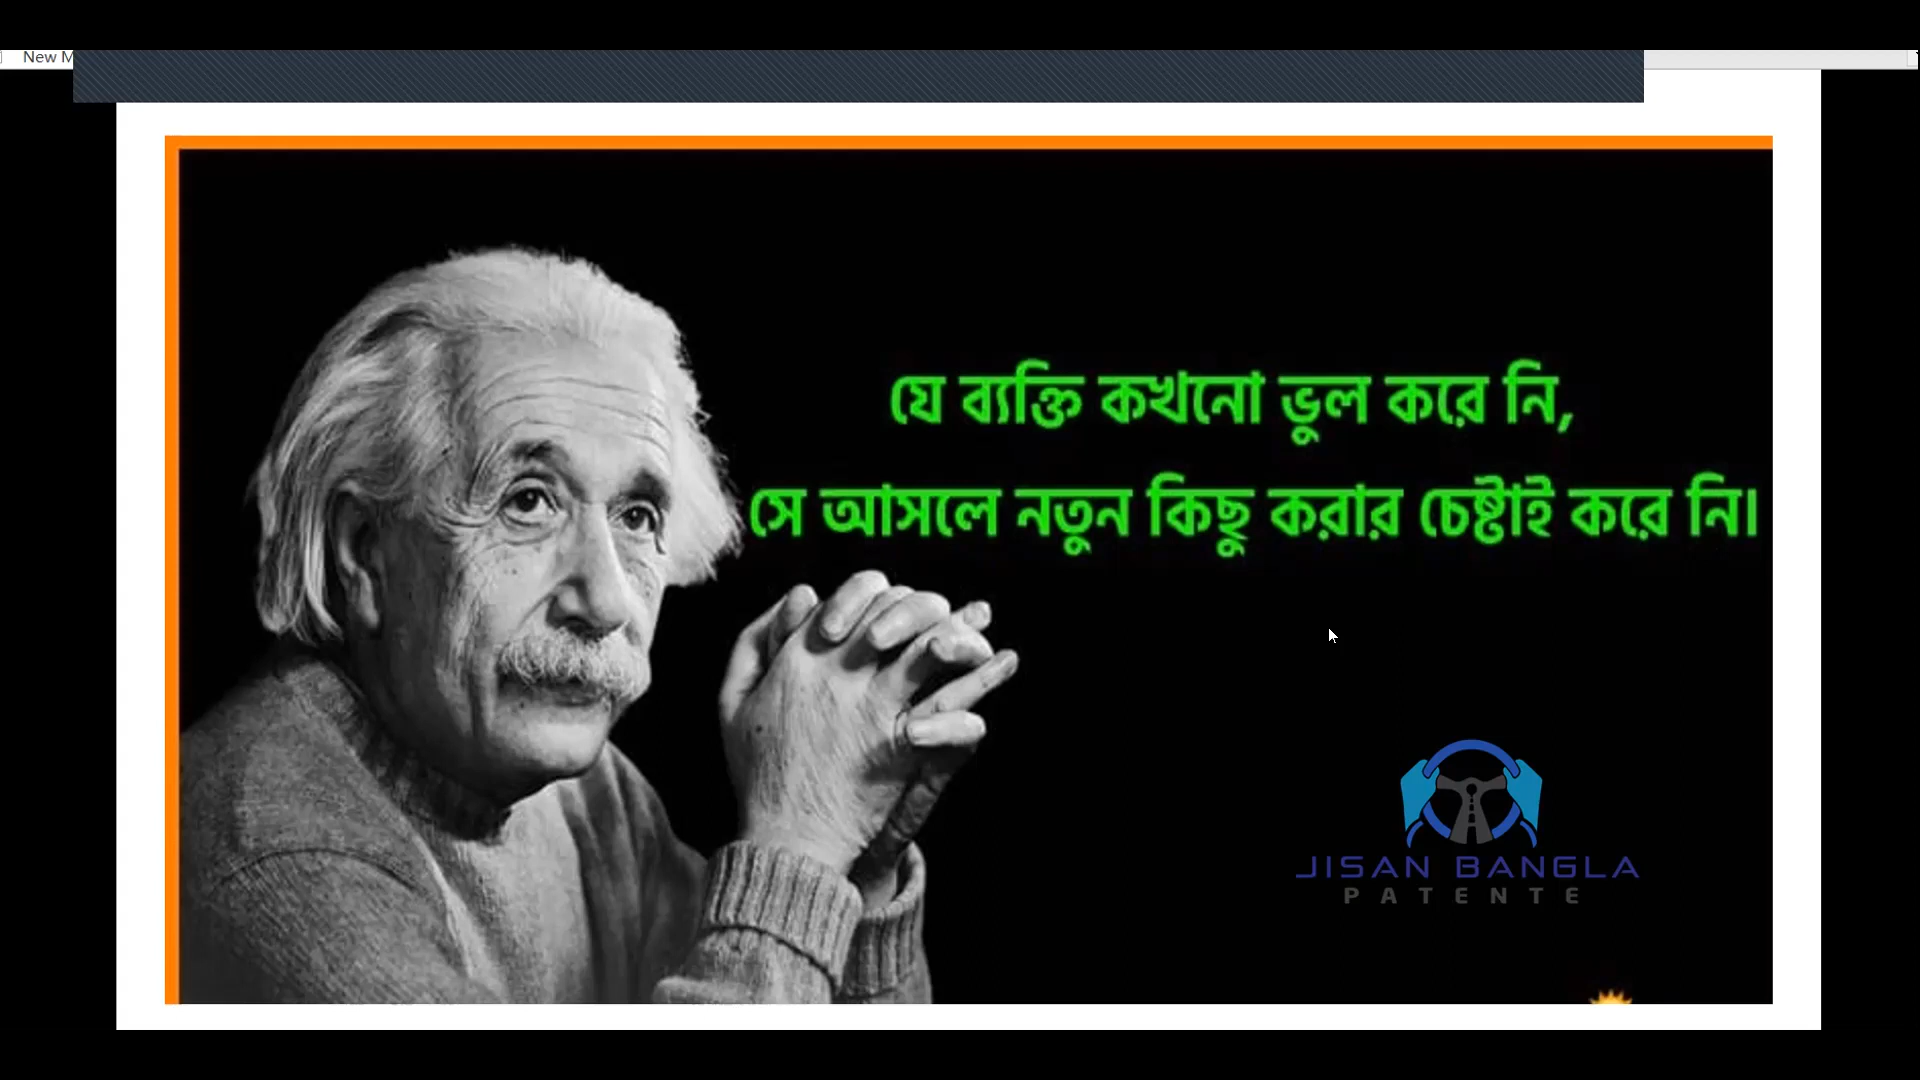 New M
যে ব্যক্তি কখনো ভুল করে নি,
সে আসলে নতুন কিছু করার চেষ্টাই করে নি।
JISAN BANGLA
PATENTE